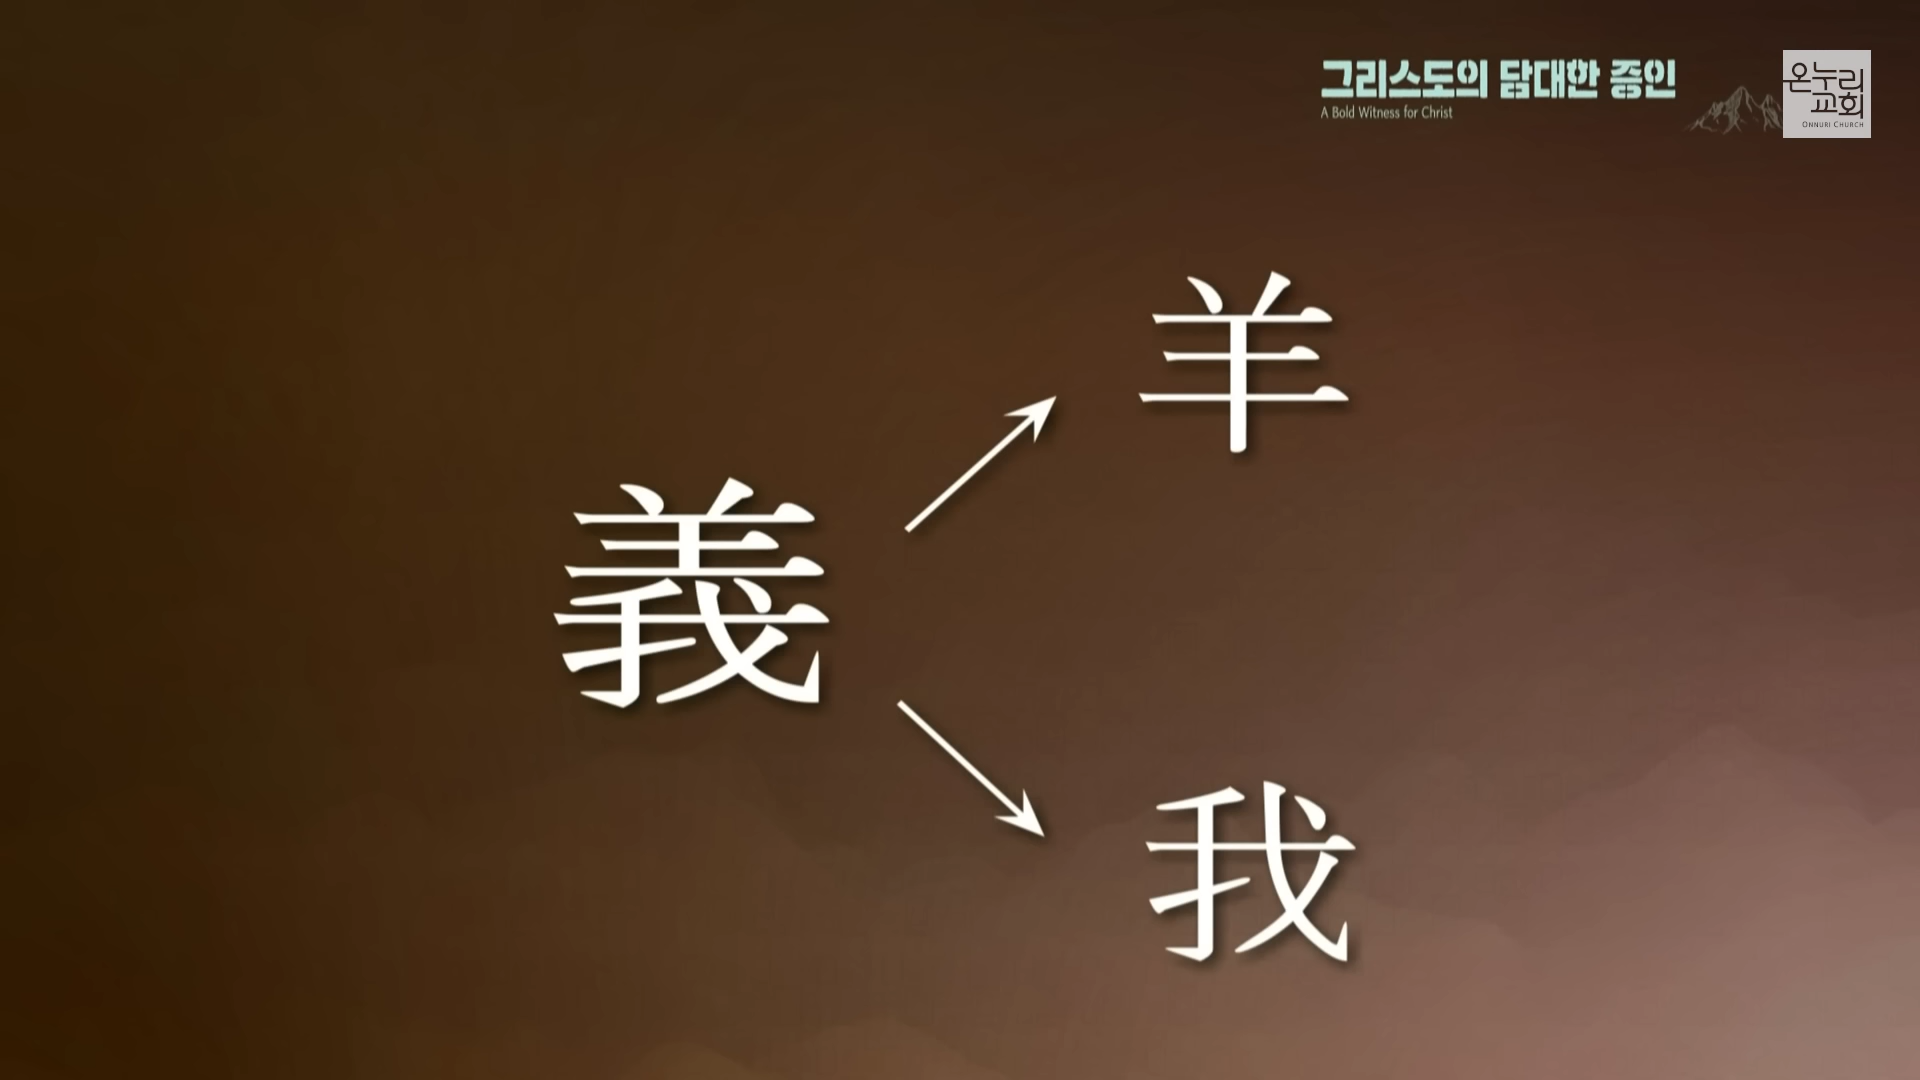 그리스도의 담대한 증인
A Bold Witness for Christ
온누리
교회
ONNURI CHURCH
羊
義
我